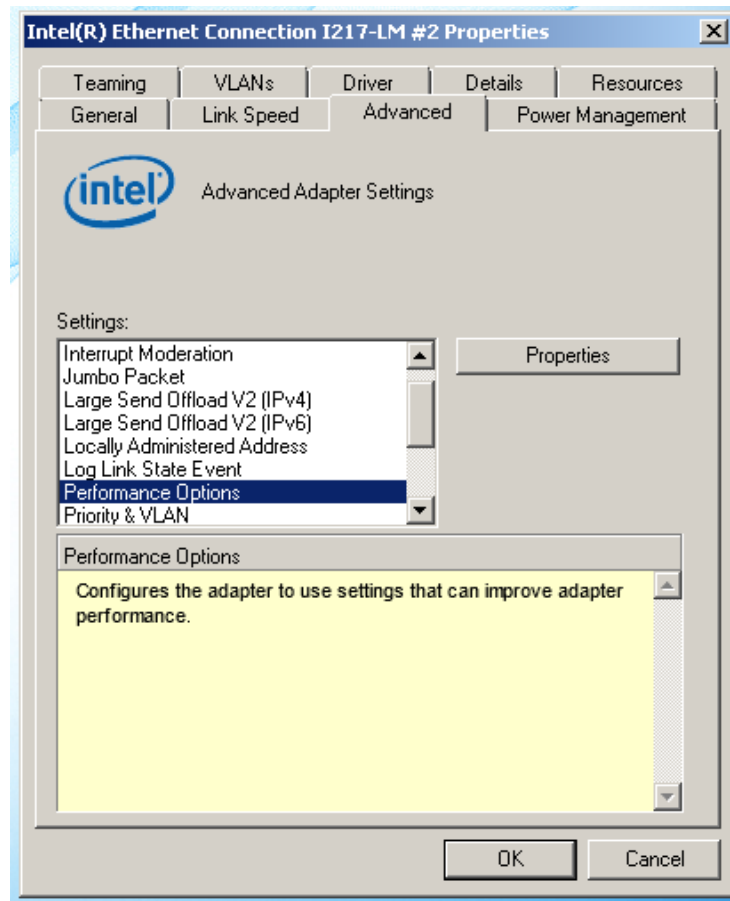 Intel(R) Ethernet Connection I217-LM #2 Properties
Teaming VLANs Driver Details Resources
General Link Speed Advanced Power Management
intel Advanced Adapter Settings
Settings:
Interrupt Moderation
Properties
Jumbo Packet
Large Send Offload V2 (IPv4)
Large Send Offload V2 (IPv6)
Locally Administered Address
Log Link State Event
Performance Options
Priority & VLAN
Performance Options
Configures the adapter to use settings that can improve adapter
performance.
OK Cancel